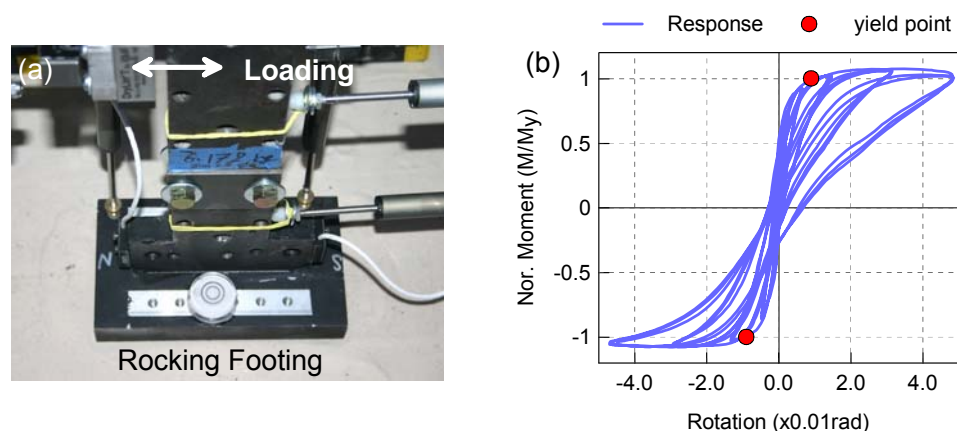 (a)
Loading
N
S
Rocking Footing
Response
yield point
(b)
Nor. Moment (M/My)
1
0.5
0
-0.5
-1
-4.0 -2.0 0.0 2.0 4.0
Rotation (x0.01rad)